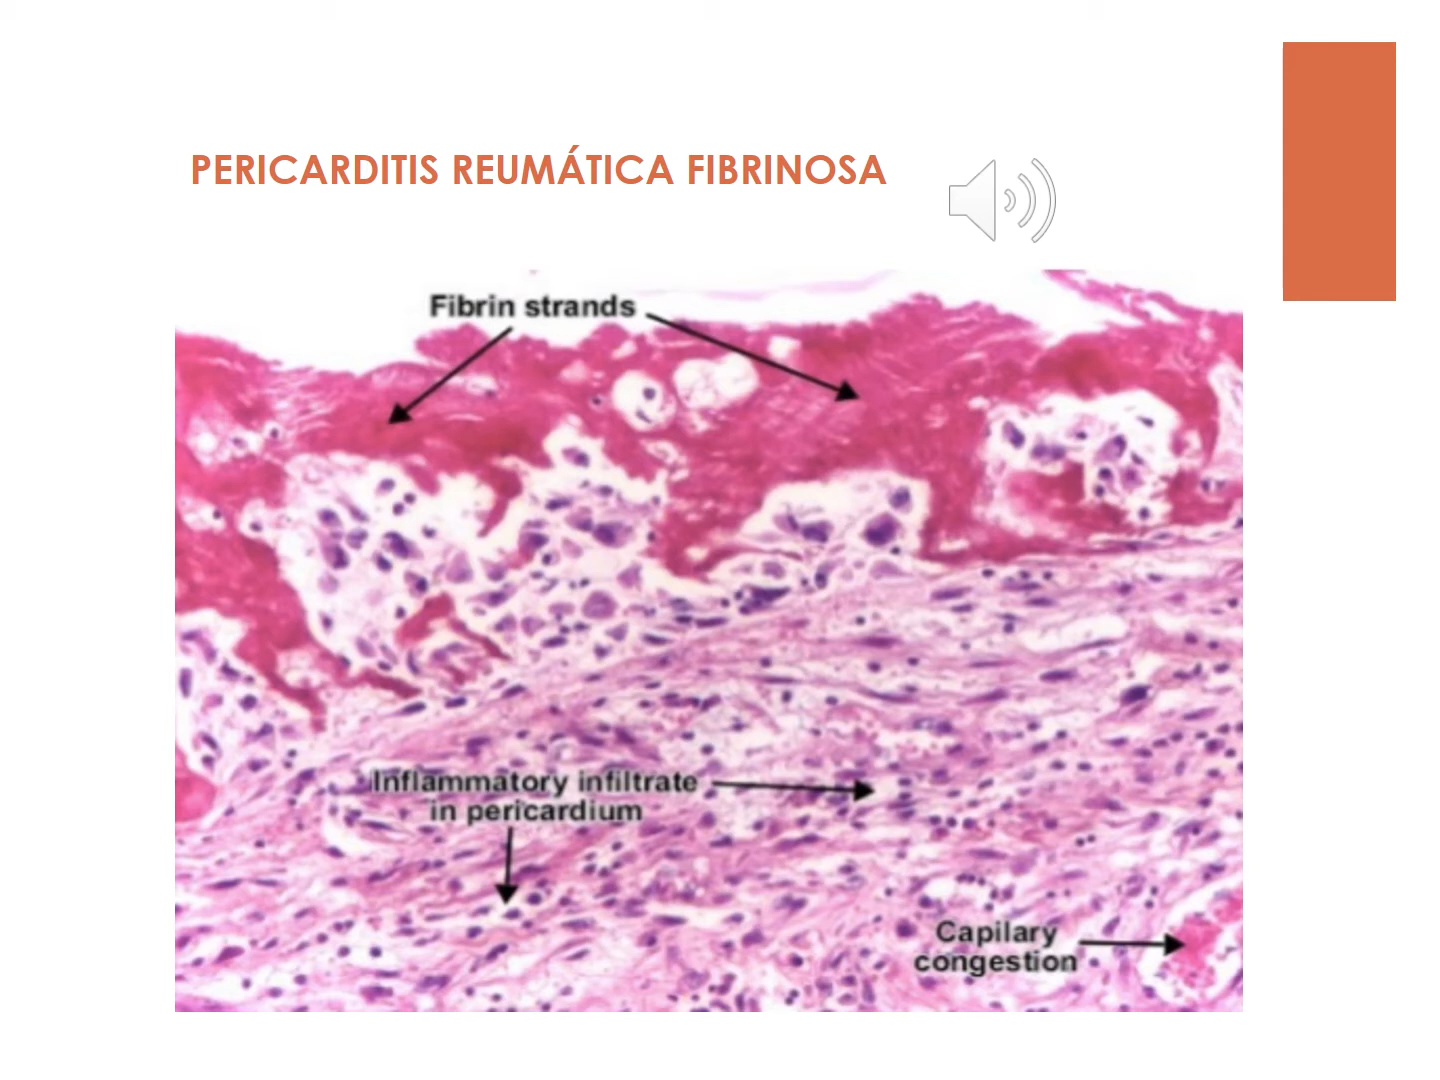 PERICARDITIS REUMÁTICA FIBRINOSA
Fibrin strands
Inflammatory infiltrate
in pericardium
Capilary
congestion